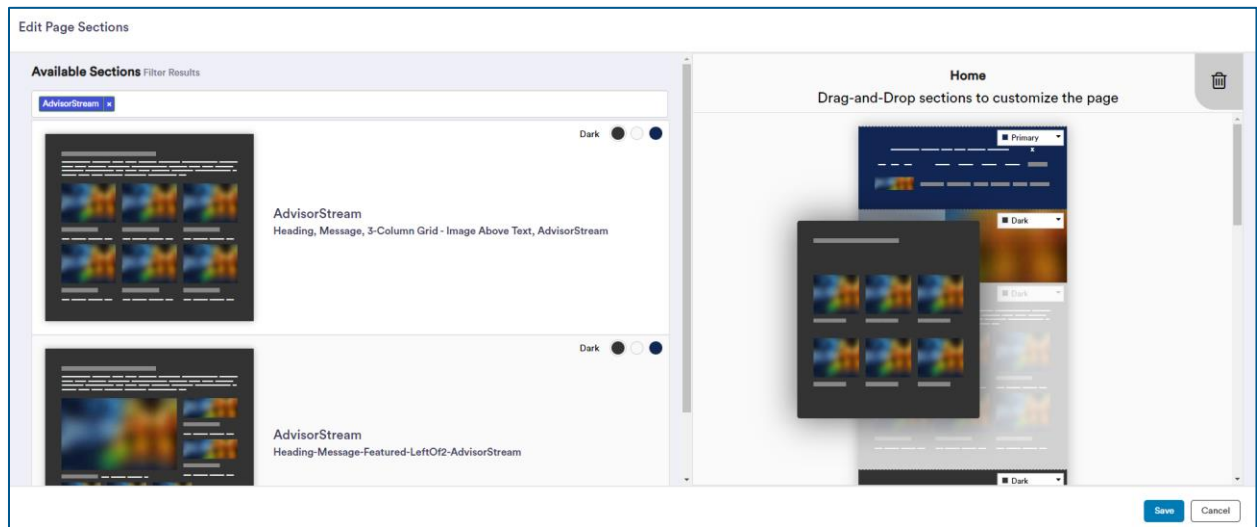 Edit Page Sections
Available Sections Filter Results
AdvisorStream x
Dark
AdvisorStream
Heading, Message, 3-Column Grid - Image Above Text, AdvisorStream
Dark
AdvisorStream
Heading-Message-Featured-LeftOf2-AdvisorStream
Home
Drag-and-Drop sections to customize the page
Primary
x
Dark
Dark
Dark
Save
Cancel